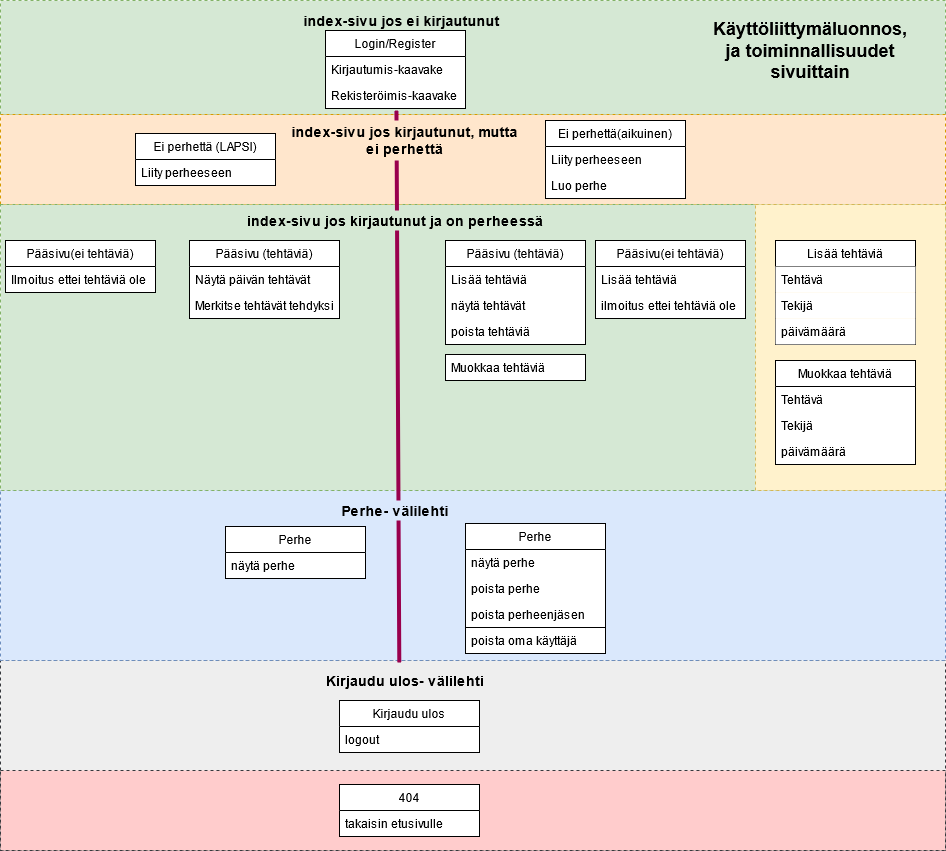 index-sivu jos ei kirjautunut
Login/Register
Kirjautumis-kaavake
Rekisteröimis-kaavake
Käyttöliittymäluonnos,
ja toiminnallisuudet
sivuittain
index-sivu jos kirjautunut, mutta
ei perhettä
Ei perhettä (LAPSI)
Liity perheeseen
Ei perhettä(aikuinen)
Liity perheeseen
Luo perhe
index-sivu jos kirjautunut ja on perheessä
Pääsivu(ei tehtäviä)
Ilmoitus ettei tehtäviä ole
Pääsivu (tehtäviä)
Näytä päivän tehtävät
Merkitse tehtävät tehdyksi
Pääsivu (tehtäviä)
Lisää tehtäviä
näytä tehtävät
poista tehtäviä
Muokkaa tehtäviä
Pääsivu(ei tehtäviä)
Lisää tehtäviä
ilmoitus ettei tehtäviä ole
Lisää tehtäviä
Tehtävä
Tekijä
päivämäärä
Muokkaa tehtäviä
Tehtävä
Tekijä
päivämäärä
Perhe- välilehti
Perhe
näytä perhe
Perhe
näytä perhe
poista perhe
poista perheenjäsen
poista oma käyttäjä
Kirjaudu ulos- välilehti
Kirjaudu ulos
logout
404
takaisin etusivulle